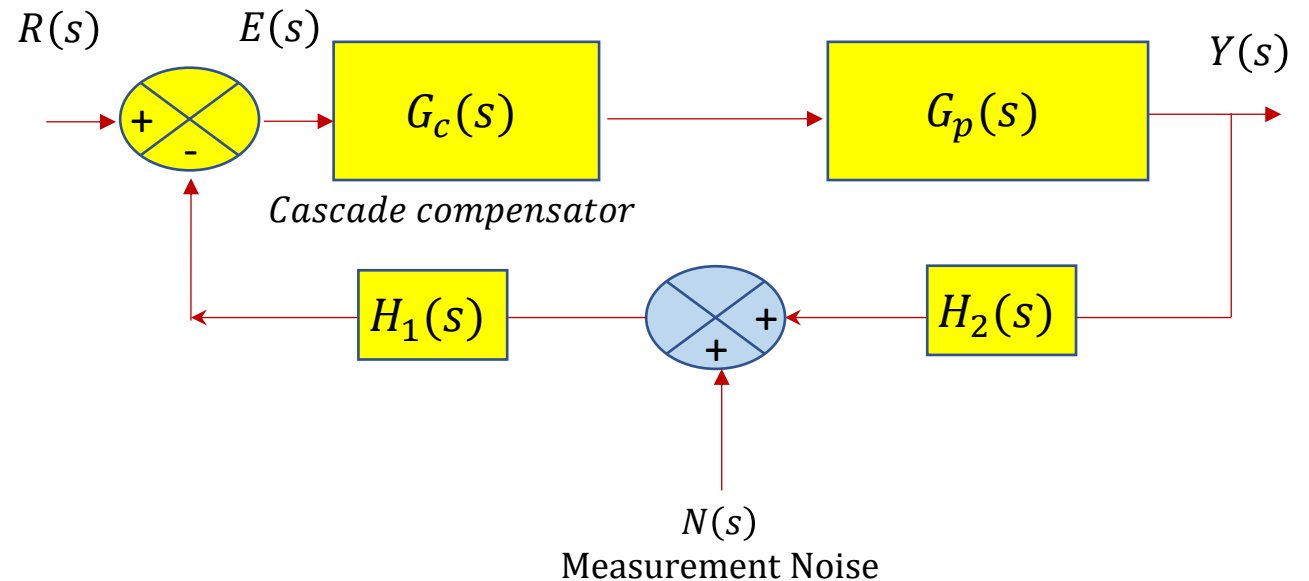 R(s)
E(s)
Y(s)
+
-
G_c(s)
G_p(s)
Cascade compensator
H_1(s)
+
+
H_2(s)
N(s)
Measurement Noise